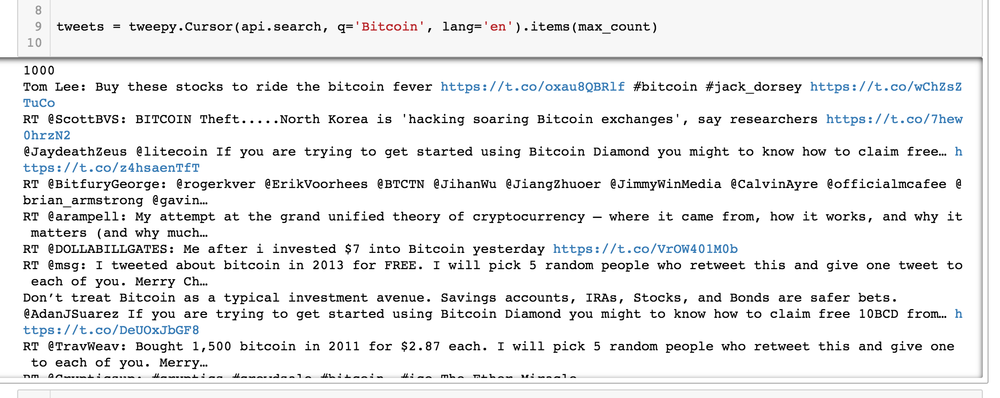 8
9 tweets = tweepy.Cursor(api.search, q='Bitcoin', lang='en').items(max_count)
10
1000
Tom Lee: Buy these stocks to ride the bitcoin fever https://t.co/oxau8QBRlf #bitcoin #jack_dorsey https://t.co/wChZsZ
TuCo
RT @ScottBVS: BITCOIN Theft.....North Korea is 'hacking soaring Bitcoin exchanges', say researchers https://t.co/7hew
0hrzN2
@JaydeathZeus @litecoin If you are trying to get started using Bitcoin Diamond you might to know how to claim free… h
ttps://t.co/z4hsaenTfT
RT @BitfuryGeorge: @rogerkver @ErikVoorhees @BTCTN @JihanWu @JiangZhuoer @JimmyWinMedia @CalvinAyre @officialmcafee @
brian_armstrong @gavin…
RT @arampell: My attempt at the grand unified theory of cryptocurrency — where it came from, how it works, and why it
matters (and why much…
RT @DOLLABILLGATES: Me after i invested $7 into Bitcoin yesterday https://t.co/VrOW401M0b
RT @msg: I tweeted about bitcoin in 2013 for FREE. I will pick 5 random people who retweet this and give one tweet to
each of you. Merry Ch…
Don’t treat Bitcoin as a typical investment avenue. Savings accounts, IRAs, Stocks, and Bonds are safer bets.
@AdanJSuarez If you are trying to get started using Bitcoin Diamond you might to know how to claim free 10BCD from… h
ttps://t.co/DeUOxJbGF8
RT @TravWeav: Bought 1,500 bitcoin in 2011 for $2.87 each. I will pick 5 random people who retweet this and give one
to each of you. Merry…
RT #cryptics #crowdsale #bitcoin #ico The Ether Miracle